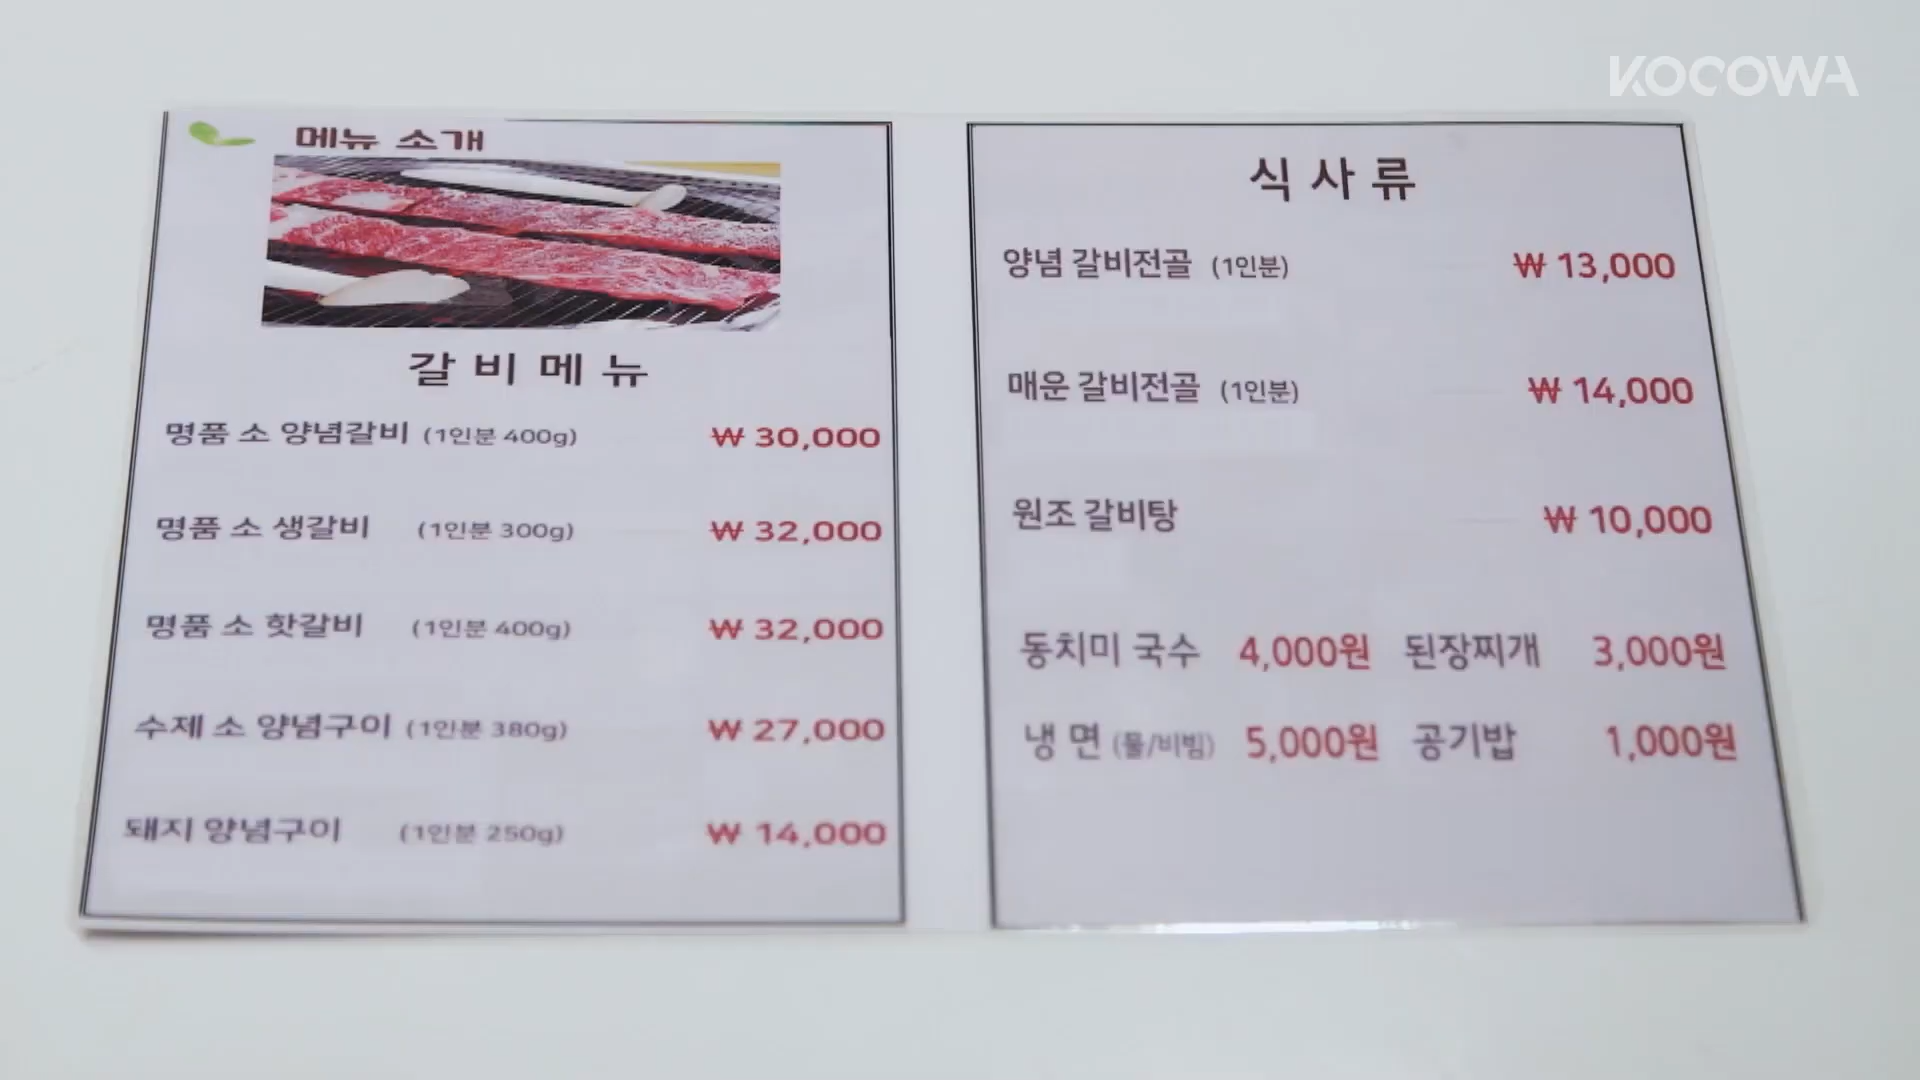 KOCOWA
메뉴 소개
갈비메뉴
명품 소 양념갈비 (1인분 400g) ₩ 30,000
명품 소 생갈비 (1인분 300g) ₩ 32,000
명품 소 핫갈비 (1인분 400g) ₩ 32,000
수제 소 양념구이 (1인분 380g) ₩ 27,000
돼지 양념구이 (1인분 250g) ₩ 14,000
식사류
양념 갈비전골 (1인분) ₩ 13,000
매운 갈비전골 (1인분) ₩ 14,000
원조 갈비탕 ₩ 10,000
동치미 국수 4,000원 된장찌개 3,000원
냉면 (물/비빔) 5,000원 공기밥 1,000원